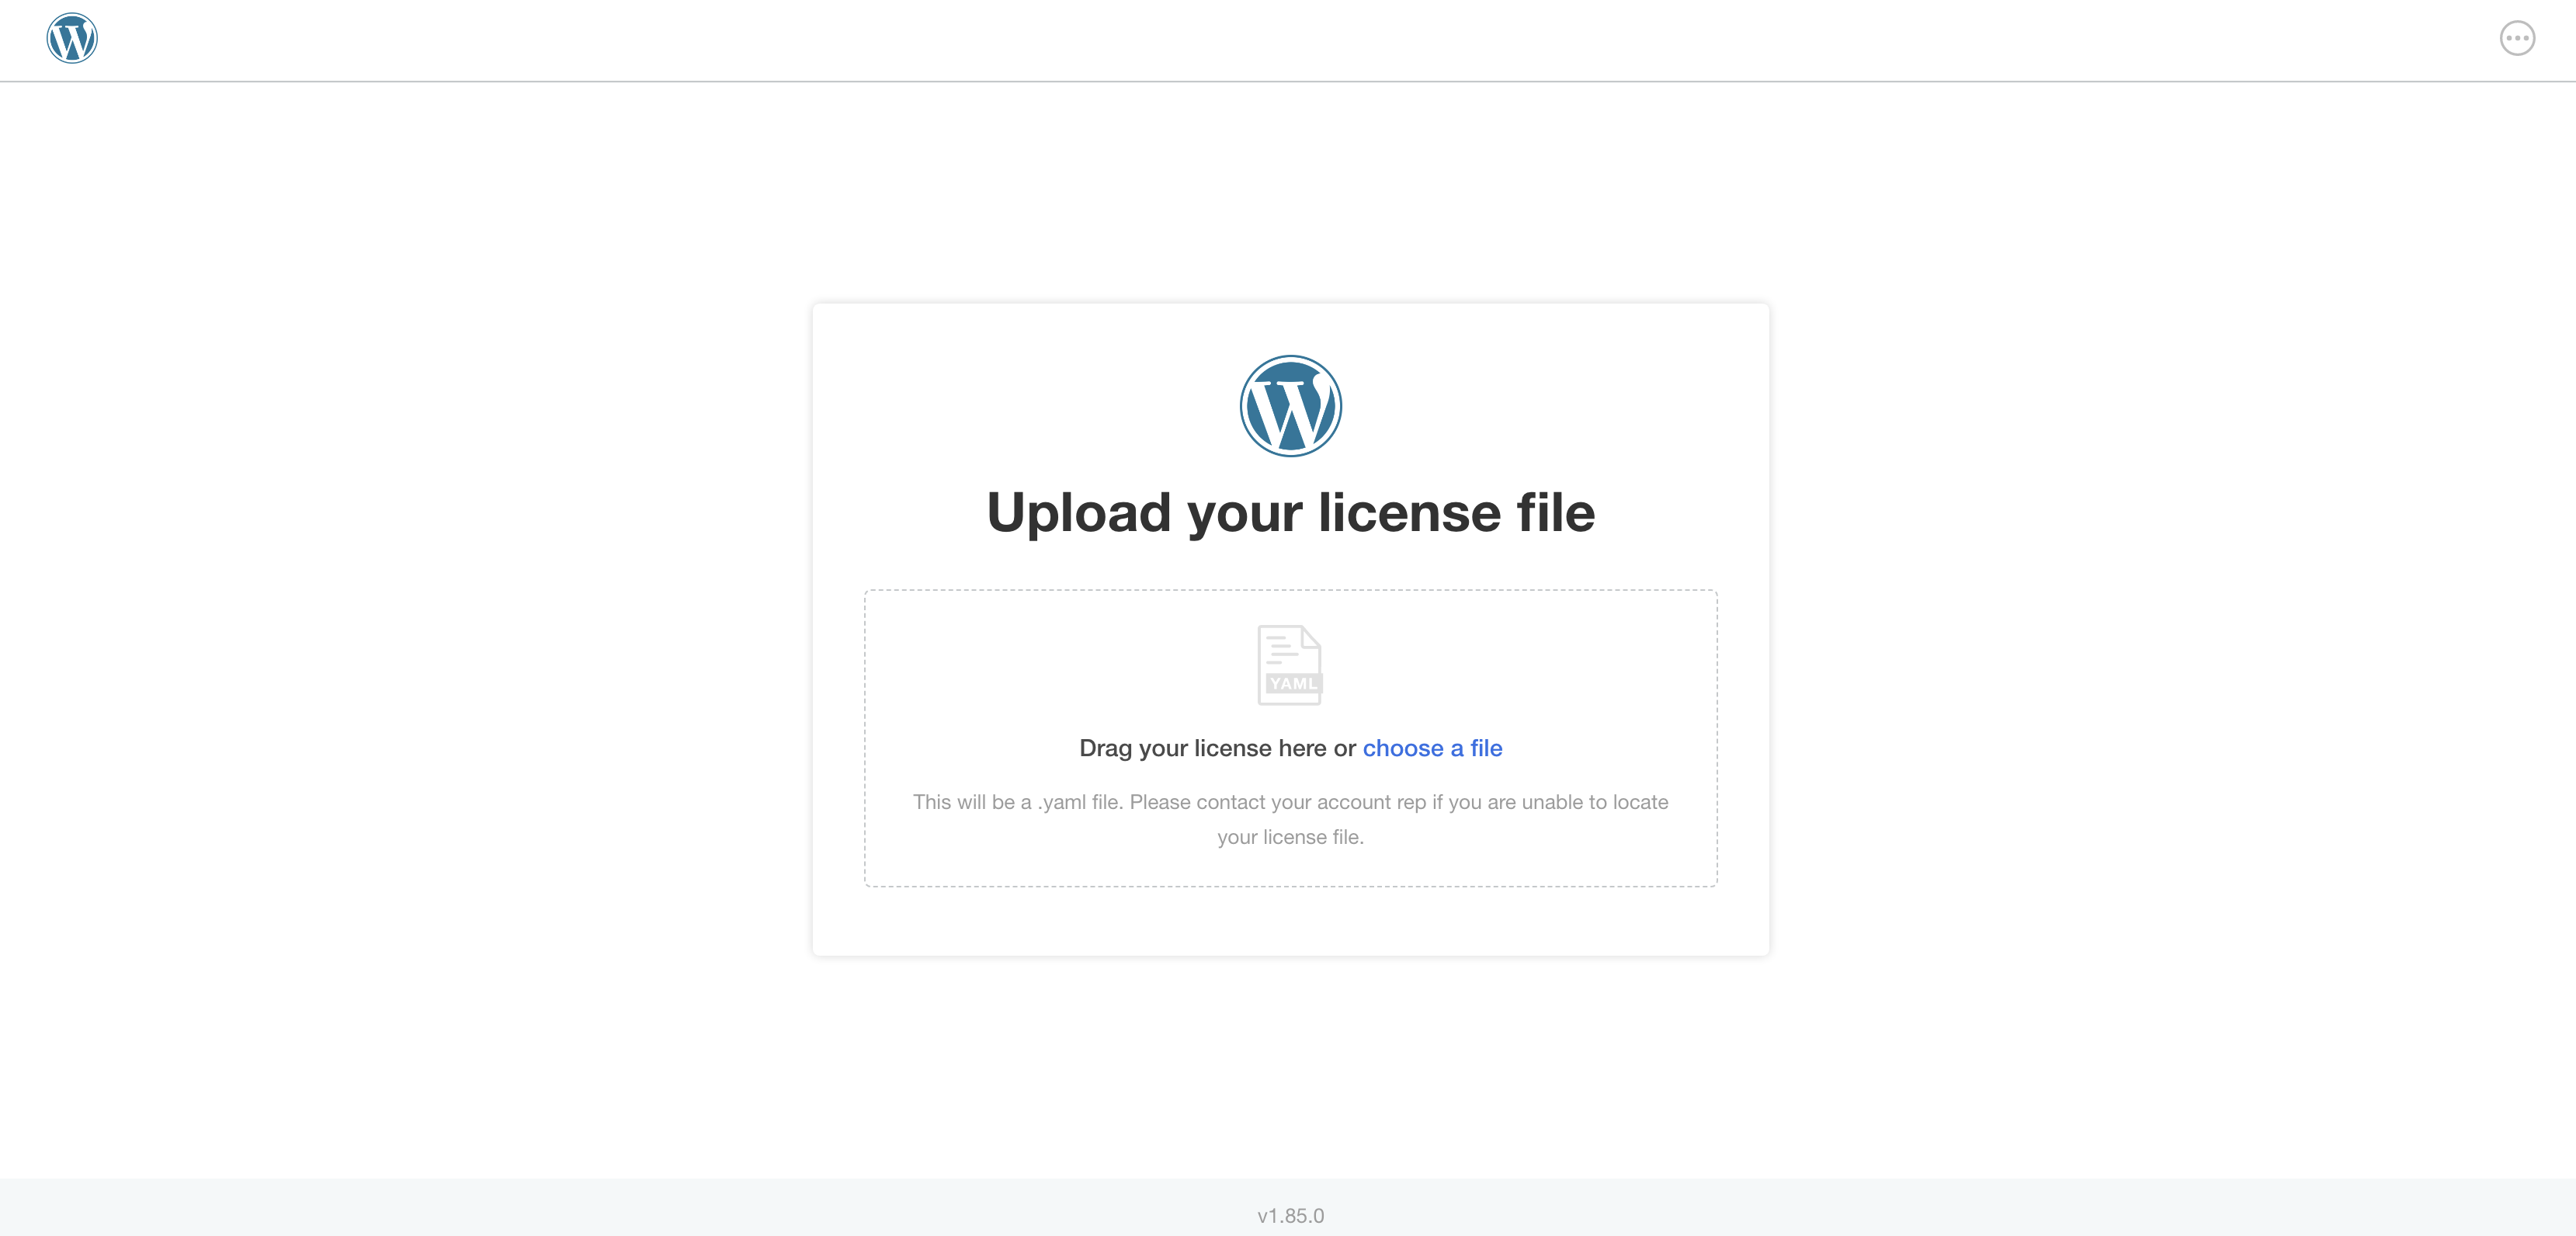 Upload your license file
YAML
Drag your license here or choose a file
This will be a .yaml file. Please contact your account rep if you are unable to locate
your license file.
v1.85.0